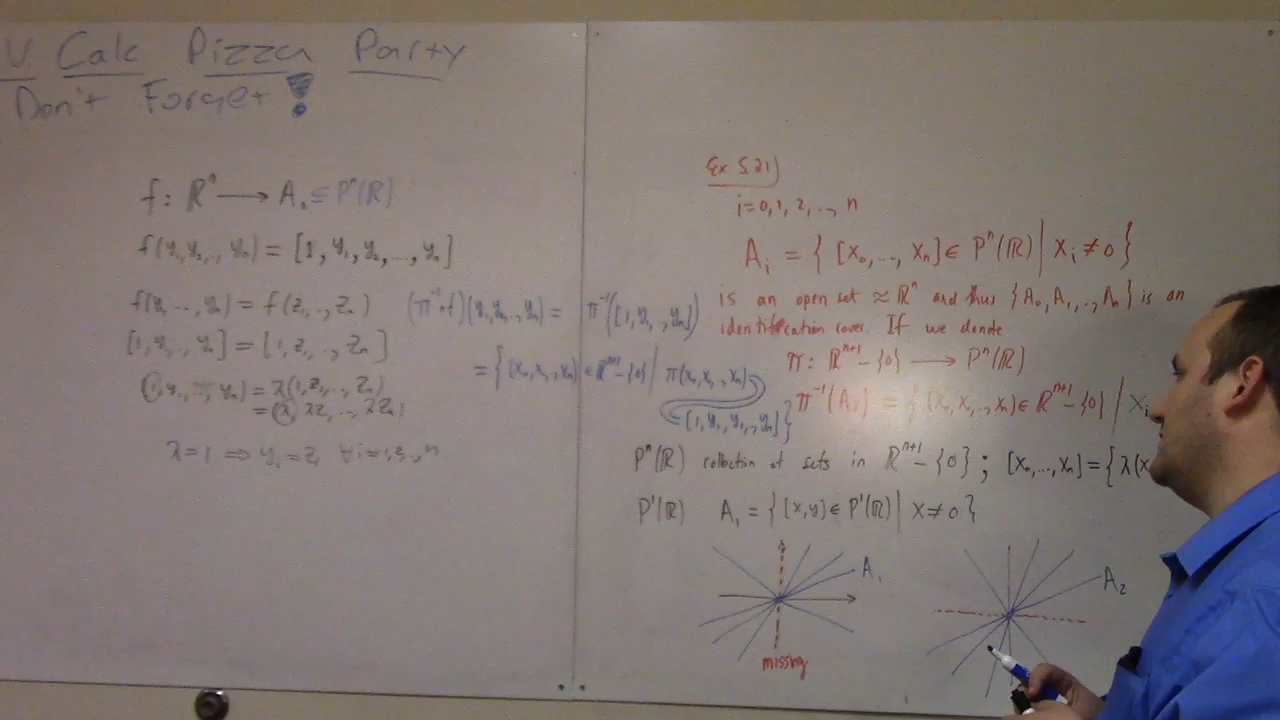 V. Calc Pizza Party
Don't Forget!
f: ℝⁿ ⟶ A₀ ⊆ Pⁿ(ℝ)
f(y₁, y₂, .., yₙ) = [1, y₁, y₂, ..., yₙ]
f(y₁, ..., yₙ) = f(z₁, .., zₙ)
[1, y₁, .., yₙ] = [1, z₁, .., zₙ]
(1, y₁, ..., yₙ) = λ(1, z₁, .., zₙ)
= (λ, λz₁, ..., λzₙ)
λ = 1 ⇒ yᵢ = zᵢ ∀i =
(π⁻¹∘f)(y₁, y₂, .., yₙ) = π⁻¹([1, y₁, .., yₙ])
= {(x₀, x₁, .., xₙ) ∈ ℝⁿ⁺¹ - {0} | π(x₀, x₁, .., xₙ)
= [1, y₁, y₂, .., yₙ]}
Ex 5.21)
i = 0, 1, 2, .., n
Aᵢ = {[x₀, ..., xₙ] ∈ Pⁿ(ℝ) | xᵢ ≠ 0}
is an open set ≈ ℝⁿ and thus {A₀, A₁, .., Aₙ} is an
identification cover. If we denote
π: ℝⁿ⁺¹ - {0} ⟶ Pⁿ(ℝ)
π⁻¹(Aᵢ) = {(x₀, x₁, .., xₙ) ∈ ℝⁿ⁺¹ - {0} | xᵢ
Pⁿ(ℝ) collection of sets in ℝⁿ⁺¹ - {0}; [x₀, ..., xₙ] = {λ(x
P¹(ℝ) A₁ = {[x, y] ∈ P¹(ℝ) | x ≠ 0}
A₁
A₂
missing